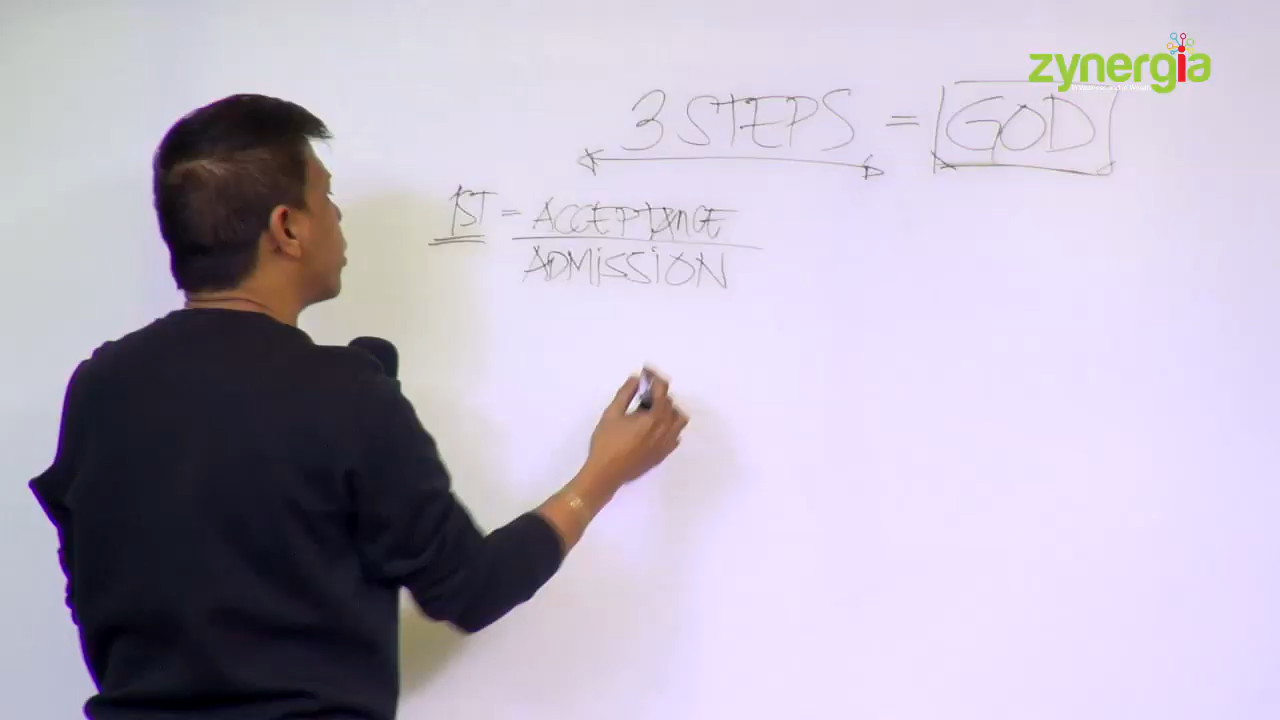 zynergia
3 STEPS = GOD
1ST = ACCEPTANCE
ADMISSION